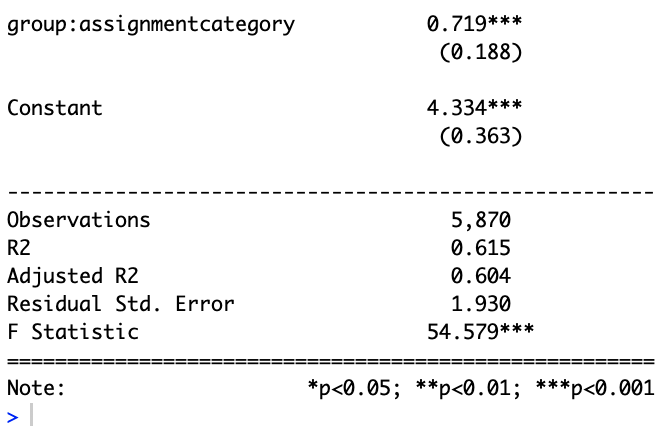 group:assignmentcategory 0.719***
(0.188)
Constant 4.334***
(0.363)
-----------------------------------------------------
Observations 5,870
R2 0.615
Adjusted R2 0.604
Residual Std. Error 1.930
F Statistic 54.579***
=====================================================
Note: *p<0.05; **p<0.01; ***p<0.001
>